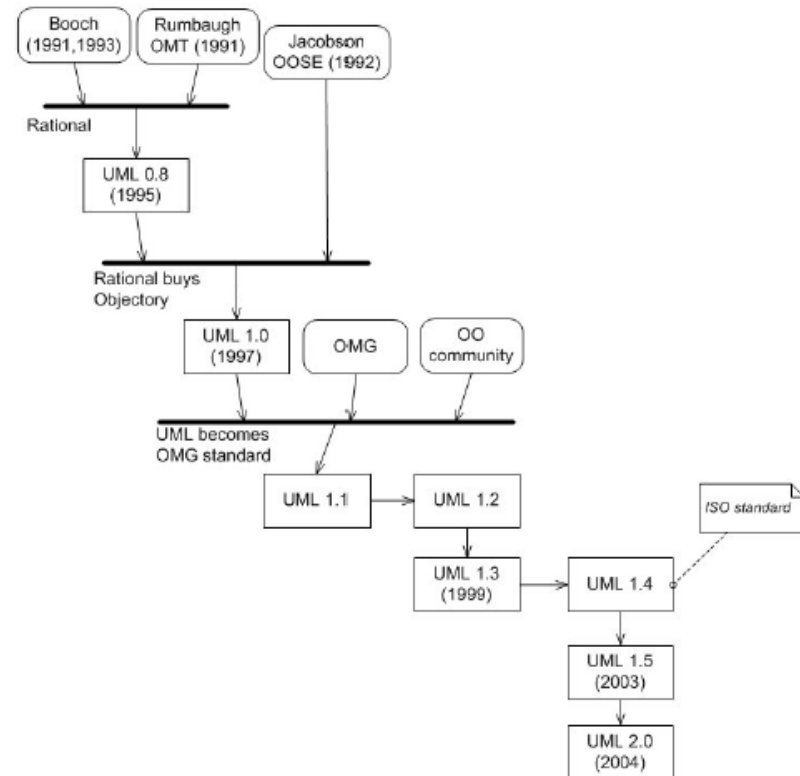 Booch
(1991,1993)
Rumbaugh
OMT (1991)
Jacobson
OOSE (1992)
Rational
UML 0.8
(1995)
Rational buys
Objectory
UML 1.0
(1997)
OMG
OO
community
UML becomes
OMG standard
UML 1.1
UML 1.2
ISO standard
UML 1.3
(1999)
UML 1.4
UML 1.5
(2003)
UML 2.0
(2004)